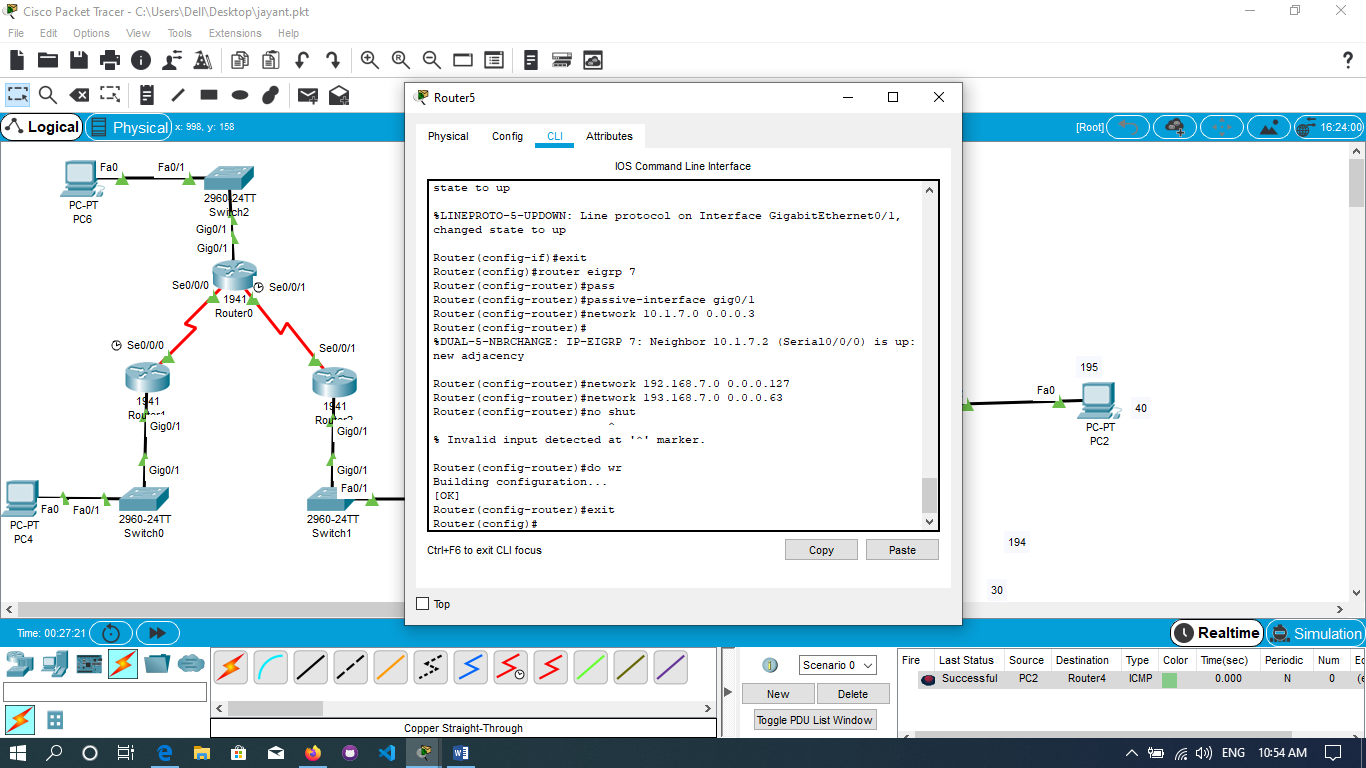 Cisco Packet Tracer - C:\Users\Dell\Desktop\jayant.pkt
File Edit Options View Tools Extensions Help
?
Logical Physical x: 998, y: 158 [Root] 16:24:00
Router5
Physical Config CLI Attributes
IOS Command Line Interface
state to up
%LINEPROTO-5-UPDOWN: Line protocol on Interface GigabitEthernet0/1,
changed state to up
Router(config-if)#exit
Router(config)#router eigrp 7
Router(config-router)#pass
Router(config-router)#passive-interface gig0/1
Router(config-router)#network 10.1.7.0 0.0.0.3
Router(config-router)#
%DUAL-5-NBRCHANGE: IP-EIGRP 7: Neighbor 10.1.7.2 (Serial0/0/0) is up:
new adjacency
Router(config-router)#network 192.168.7.0 0.0.0.127
Router(config-router)#network 193.168.7.0 0.0.0.63
Router(config-router)#no shut
^
% Invalid input detected at '^' marker.
Router(config-router)#do wr
Building configuration...
[OK]
Router(config-router)#exit
Router(config)#
Ctrl+F6 to exit CLI focus
Copy Paste
Top
Fa0 Fa0/1
PC-PT
PC6
2960-24TT
Switch2
Gig0/1
Gig0/1
Se0/0/0 Se0/0/1
1941
Router0
Se0/0/0
Se0/0/1
1941
Router1
1941
Gig0/1
Gig0/1
Gig0/1
Gig0/1
Fa0 Fa0/1
PC-PT
PC4
2960-24TT
Switch0
Fa0/1
2960-24TT
Switch1
195
Fa0
40
PC-PT
PC2
194
30
Time: 00:27:21
Realtime Simulation
Copper Straight-Through
Scenario 0
New Delete
Toggle PDU List Window
Fire Last Status Source Destination Type Color Time(sec) Periodic Num Ec
Successful PC2 Router4 ICMP 0.000 N 0 (e
ENG 10:54 AM